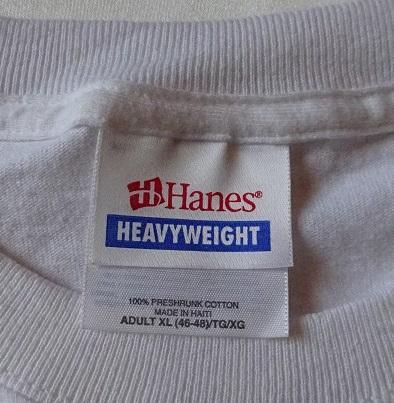 H Hanes®
HEAVYWEIGHT
100% PRESHRUNK COTTON
MADE IN HAITI
ADULT XL (46-48)/TG/XG